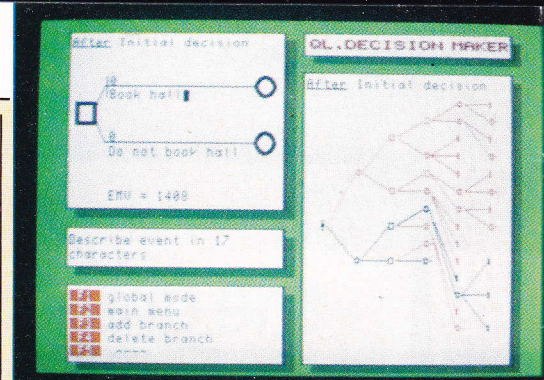 After Initial decision
10
Book hall
0
Do not book hall
EMV = 1408
Describe event in 17
characters
global mode
main menu
add branch
delete branch
----
QL.DECISION MAKER
After Initial decision